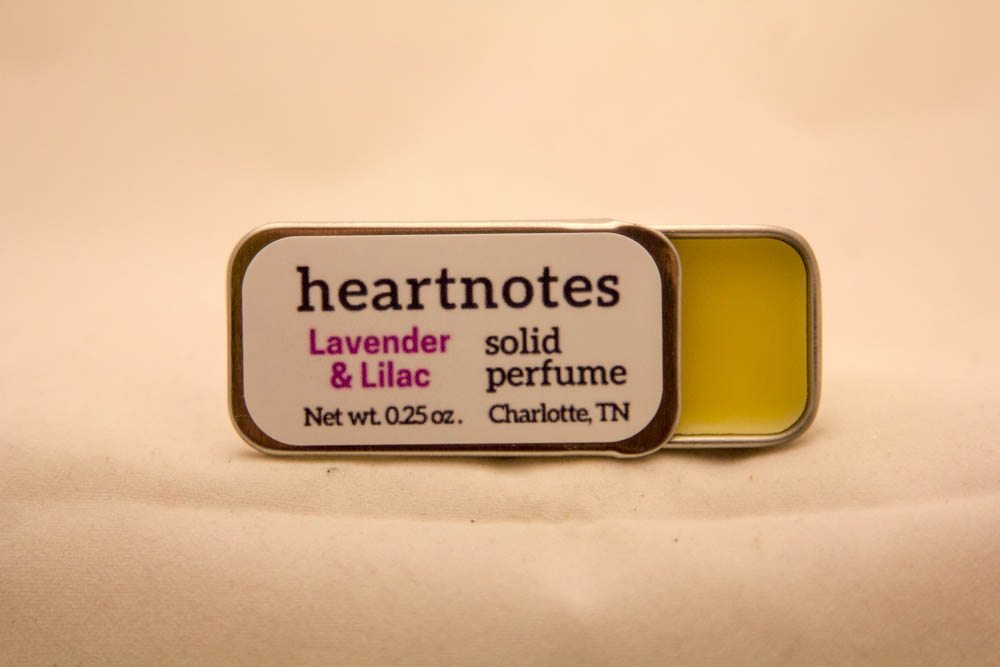 heartnotes
Lavender
& Lilac
solid
perfume
Net wt. 0.25 oz.
Charlotte, TN